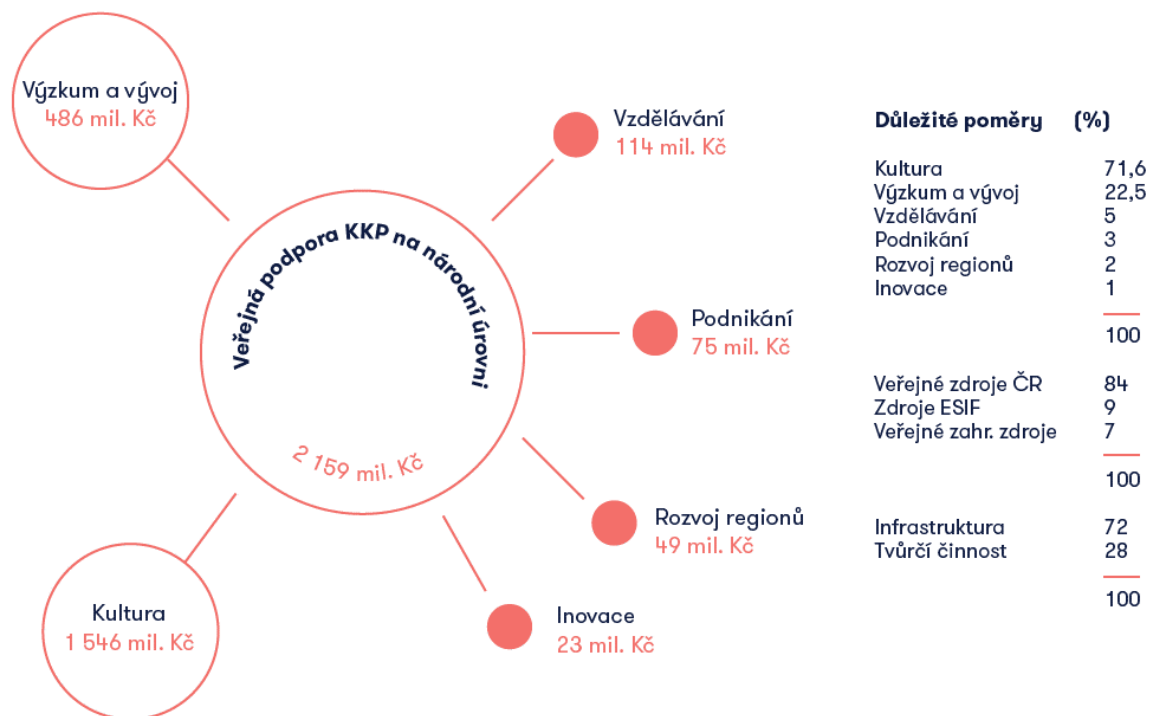 Výzkum a vývoj
486 mil. Kč
Vzdělávání
114 mil. Kč
Veřejná podpora KKP na národní úrovni
2 159 mil. Kč
Podnikání
75 mil. Kč
Rozvoj regionů
49 mil. Kč
Inovace
23 mil. Kč
Kultura
1 546 mil. Kč
Důležité poměry (%)
Kultura 71,6
Výzkum a vývoj 22,5
Vzdělávání 5
Podnikání 3
Rozvoj regionů 2
Inovace 1
100
Veřejné zdroje ČR 84
Zdroje ESIF 9
Veřejné zahr. zdroje 7
100
Infrastruktura 72
Tvůrčí činnost 28
100